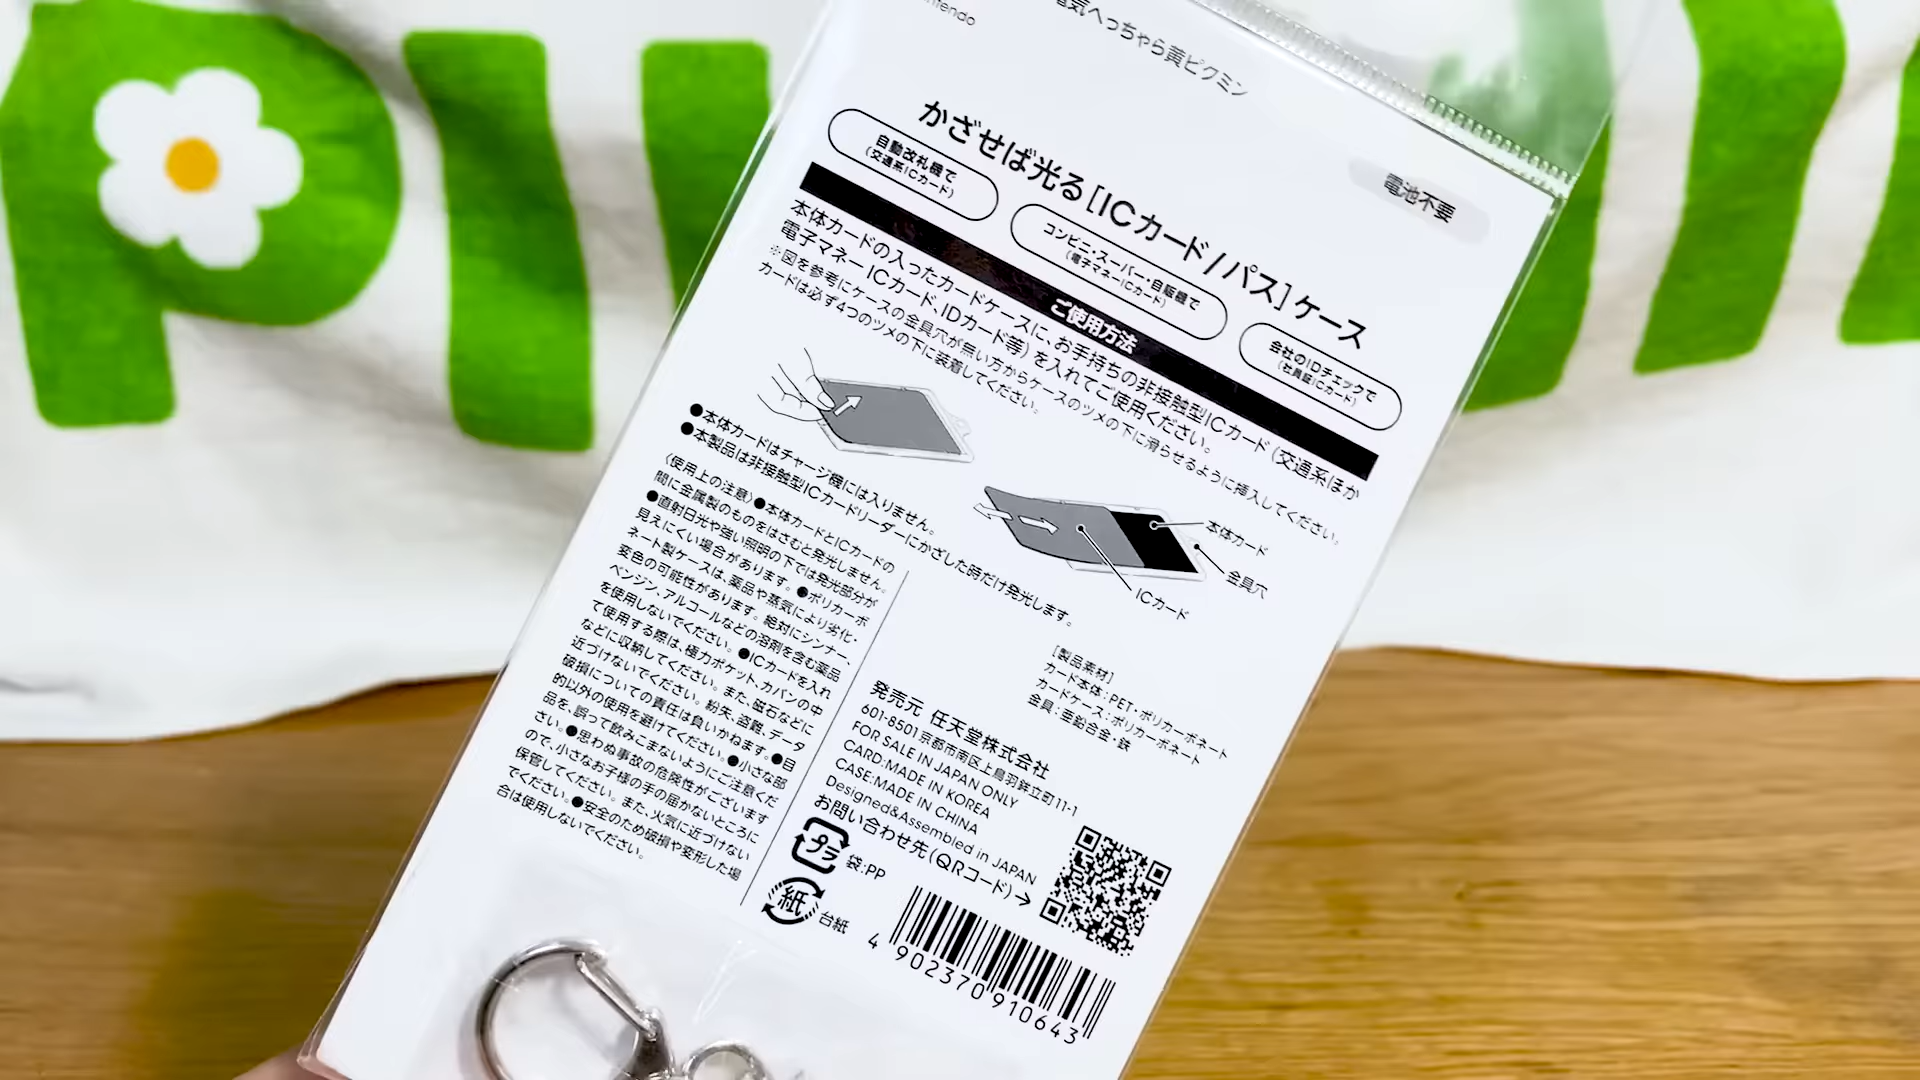 電気へっちゃら黄ピクミン
かざせば光る[ICカード/パス]ケース
電池不要
自動改札機で
(交通系ICカード)
コンビニ・スーパー・自販機で
(電子マネーICカード)
会社のIDチェックで
(社員証ICカード)
ご使用方法
本体カードの入ったカードケースに、お手持ちの非接触型ICカード(交通系ほか
電子マネーICカード、IDカード等)を入れてご使用ください。
※図を参考にケースの金具穴が無い方からケースのツメの下に滑らせるように挿入してください。
カードは必ず4つのツメの下に装着してください。
本体カード
金具穴
ICカード
●本体カードはチャージ機には入りません。
●本製品は非接触型ICカードリーダーにかざした時だけ発光します。
〈使用上の注意〉●本体カードとICカードの
間に金属製のものをはさむと発光しません。
●直射日光や強い照明の下では発光部分が
見えにくい場合があります。●ポリカーボ
ネート製ケースは、薬品や蒸気により劣化・
変色の可能性があります。絶対にシンナー、
ベンジン、アルコールなどの溶剤を含む薬品
を使用しないでください。●ICカードを入れ
て使用する際は、極力ポケット、カバンの中
などに収納してください。また、磁石などに
近づけないでください。紛失、盗難、データ
破損についての責任は負いかねます。●目
的以外の使用を避けてください。●小さな部
品を、誤って飲みこまないようにご注意くだ
さい。●思わぬ事故の危険性がございます
ので、小さなお子様の手の届かないところに
保管してください。また、火気に近づけない
でください。●安全のため破損や変形した場
合は使用しないでください。
[製品素材]
カード本体:PET・ポリカーボネート
カードケース:ポリカーボネート
金具:亜鉛合金・鉄
発売元 任天堂株式会社
601-8501京都市南区上鳥羽鉾立町11-1
FOR SALE IN JAPAN ONLY
CARD:MADE IN KOREA
CASE:MADE IN CHINA
Designed&Assembled in JAPAN
お問い合わせ先(QRコード)→
プラ
袋:PP
紙
台紙
4 902370 910643